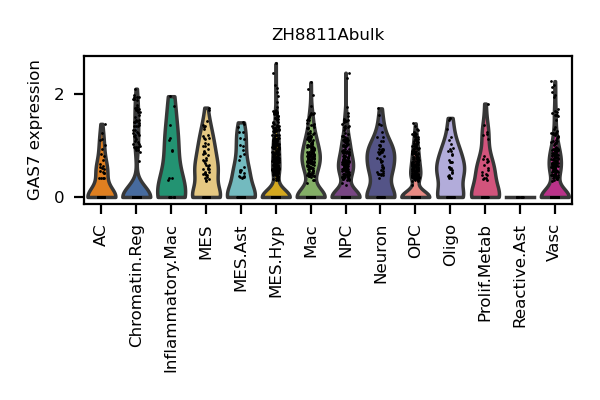 ZH8811Abulk
GAS7 expression
2
0
AC
Chromatin.Reg
Inflammatory.Mac
MES
MES.Ast
MES.Hyp
Mac
NPC
Neuron
OPC
Oligo
Prolif.Metab
Reactive.Ast
Vasc